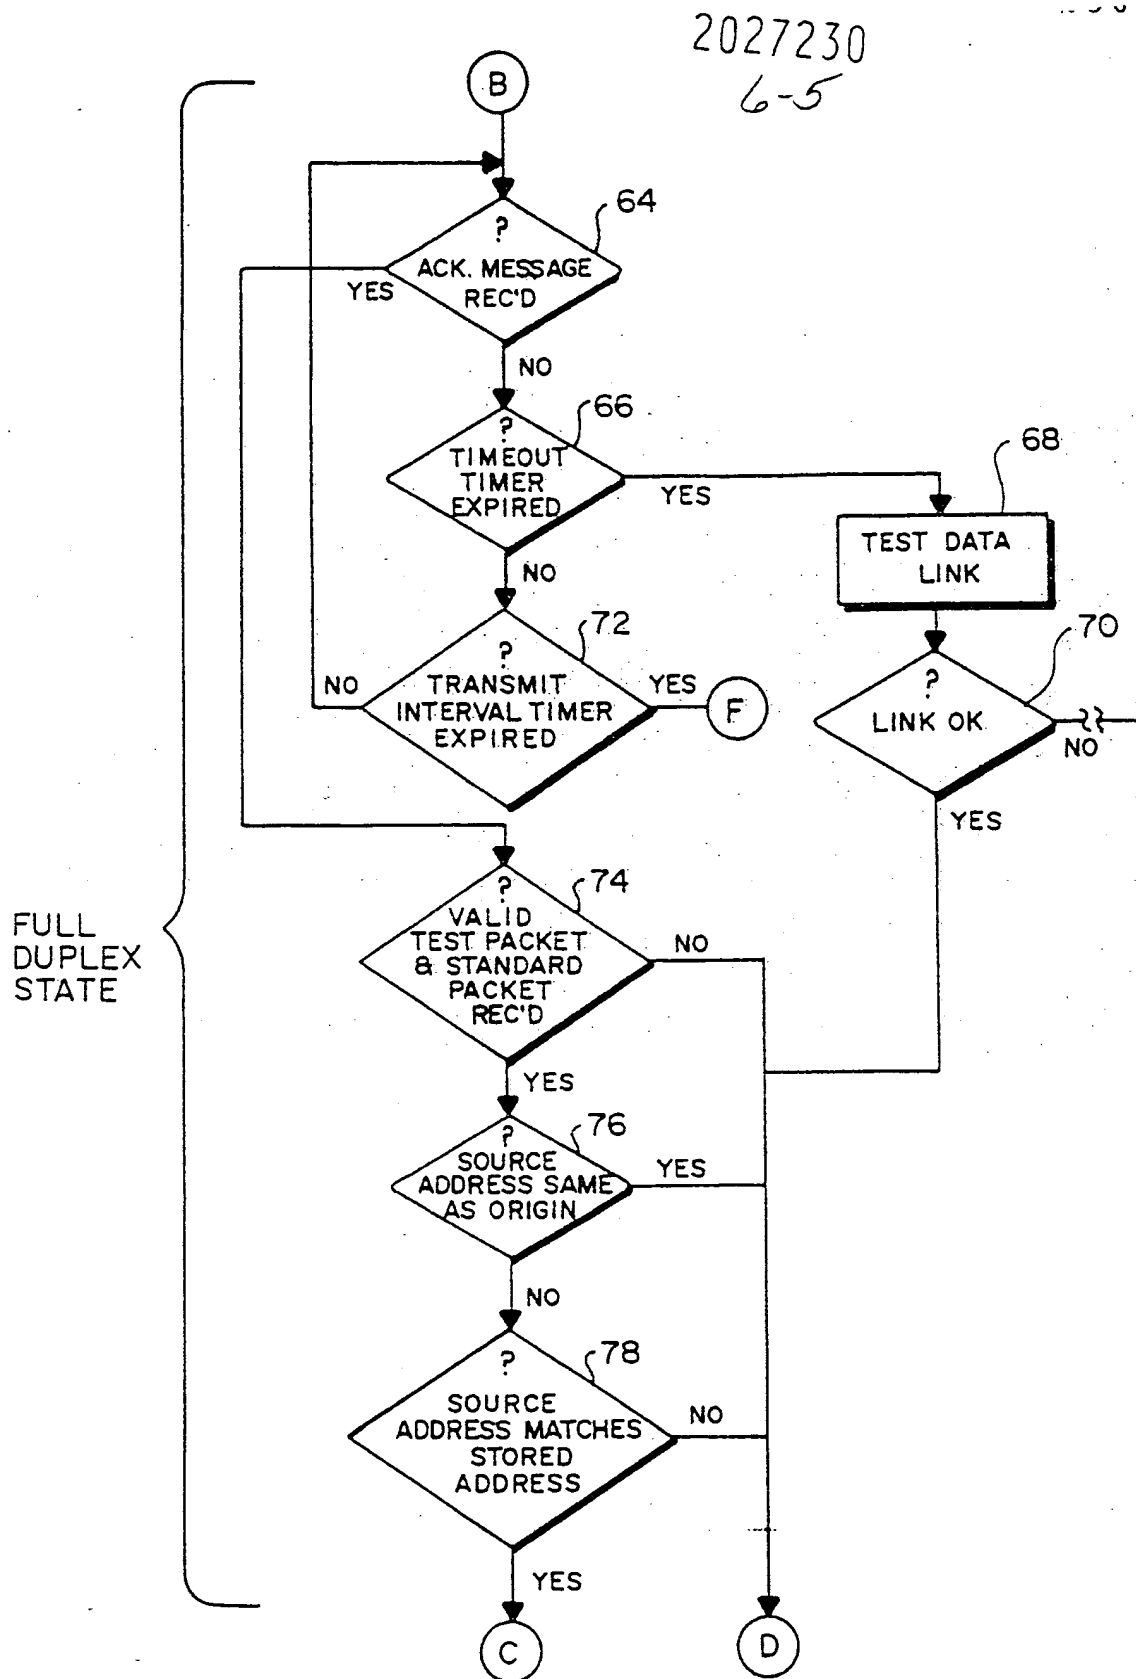 2027230
6-5
B
64
?
ACK. MESSAGE
REC'D
YES
NO
66
?
TIMEOUT
TIMER
EXPIRED
YES
68
TEST DATA
LINK
NO
72
?
TRANSMIT
INTERVAL TIMER
EXPIRED
NO
YES
F
70
?
LINK OK
NO
YES
74
?
VALID
TEST PACKET
& STANDARD
PACKET
REC'D
NO
FULL
DUPLEX
STATE
YES
76
?
SOURCE
ADDRESS SAME
AS ORIGIN
YES
NO
78
?
SOURCE
ADDRESS MATCHES
STORED
ADDRESS
NO
YES
C
D